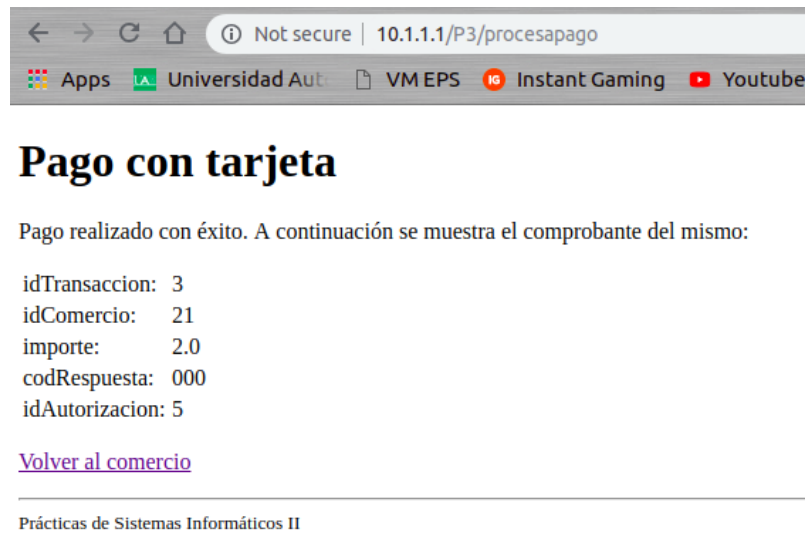 Not secure | 10.1.1.1/P3/procesapago
Apps UA Universidad Aut VM EPS IG Instant Gaming Youtube
Pago con tarjeta
Pago realizado con éxito. A continuación se muestra el comprobante del mismo:
idTransaccion: 3
idComercio: 21
importe: 2.0
codRespuesta: 000
idAutorizacion: 5
Volver al comercio
Prácticas de Sistemas Informáticos II